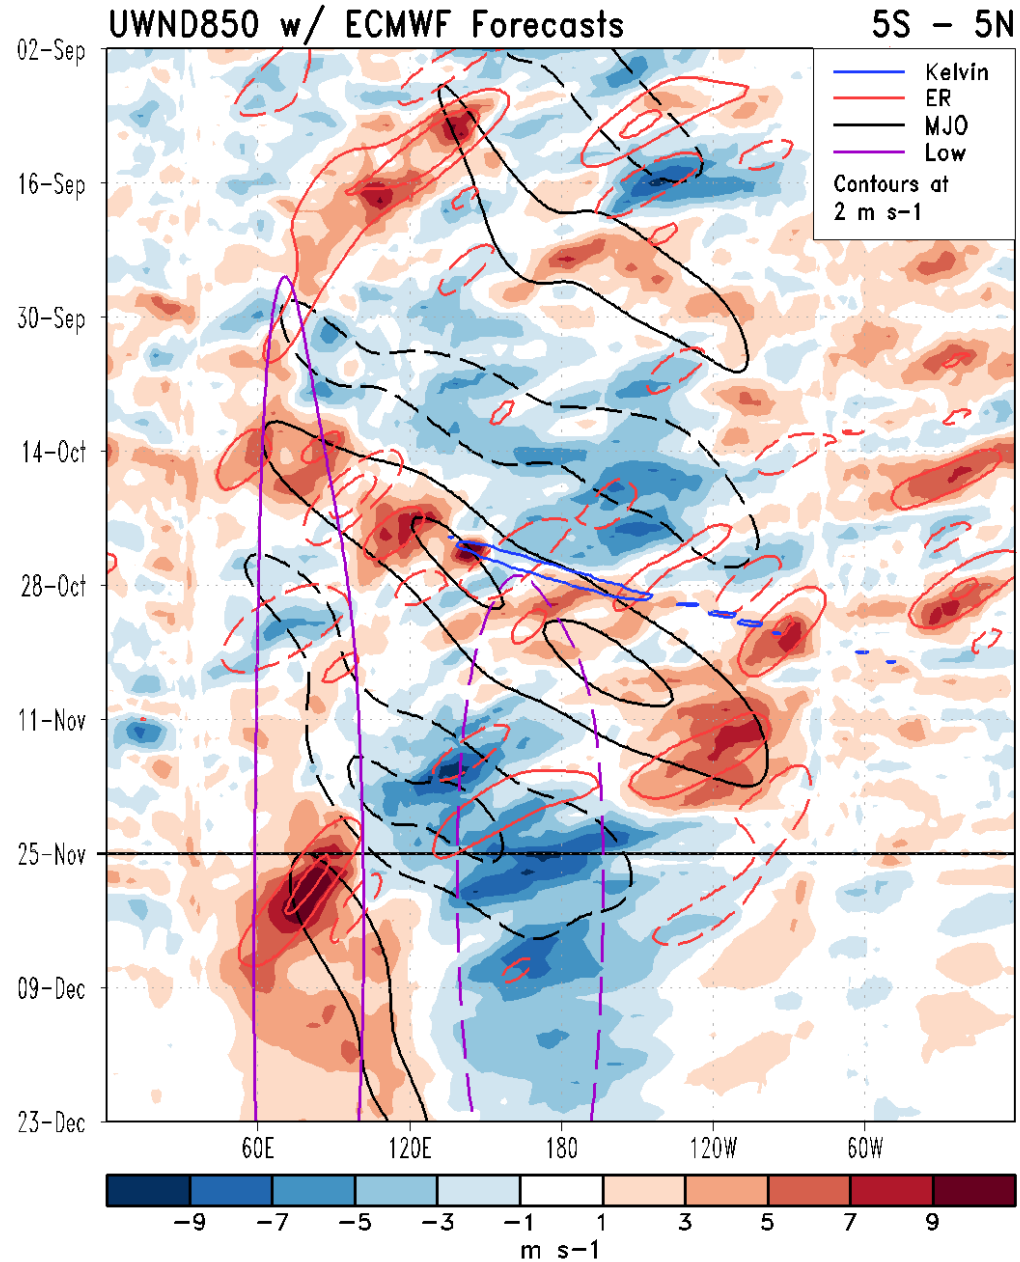 UWND850 w/ ECMWF Forecasts 5S – 5N
02-Sep
16-Sep
30-Sep
14-Oct
28-Oct
11-Nov
25-Nov
09-Dec
23-Dec
Kelvin
ER
MJO
Low
Contours at
2 m s-1
60E 120E 180 120W 60W
-9 -7 -5 -3 -1 1 3 5 7 9
m s-1